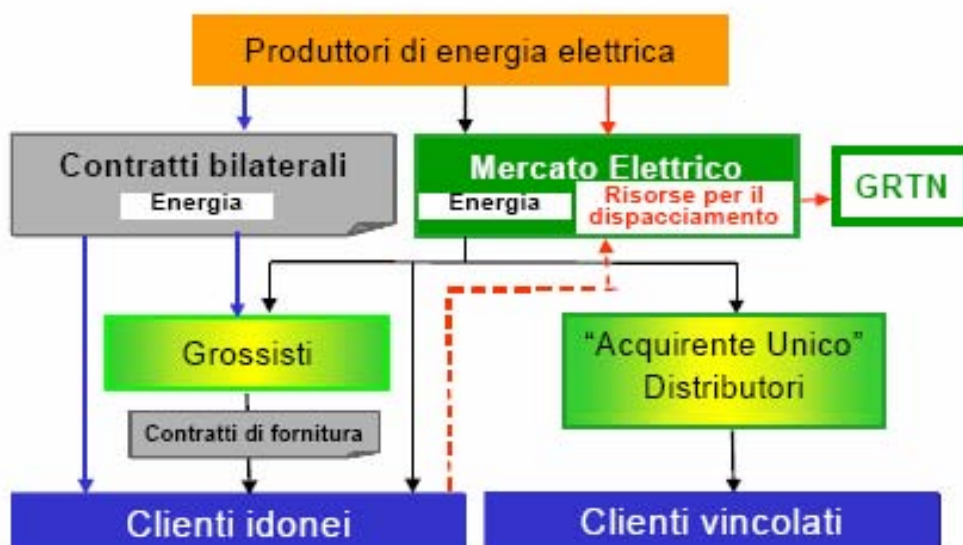 Produttori di energia elettrica
Contratti bilaterali
Energia
Mercato Elettrico
Energia
Risorse per il
dispacciamento
GRTN
Grossisti
"Acquirente Unico"
Distributori
Contratti di fornitura
Clienti idonei
Clienti vincolati